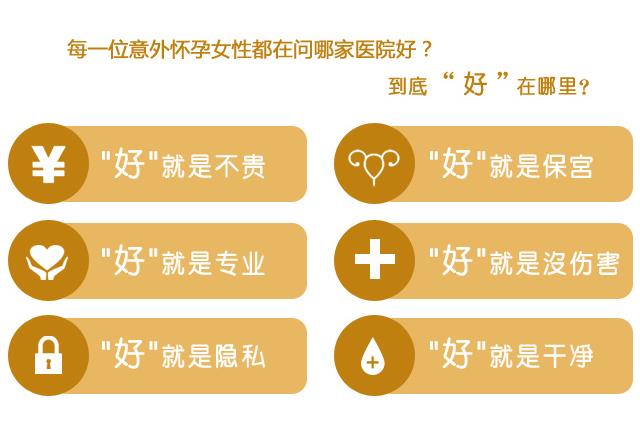 每一位意外怀孕女性都在问哪家医院好？
到底“好”在哪里?
¥
"好"就是不贵
"好"就是保宫
"好"就是专业
"好"就是沒伤害
"好"就是隐私
"好"就是干净